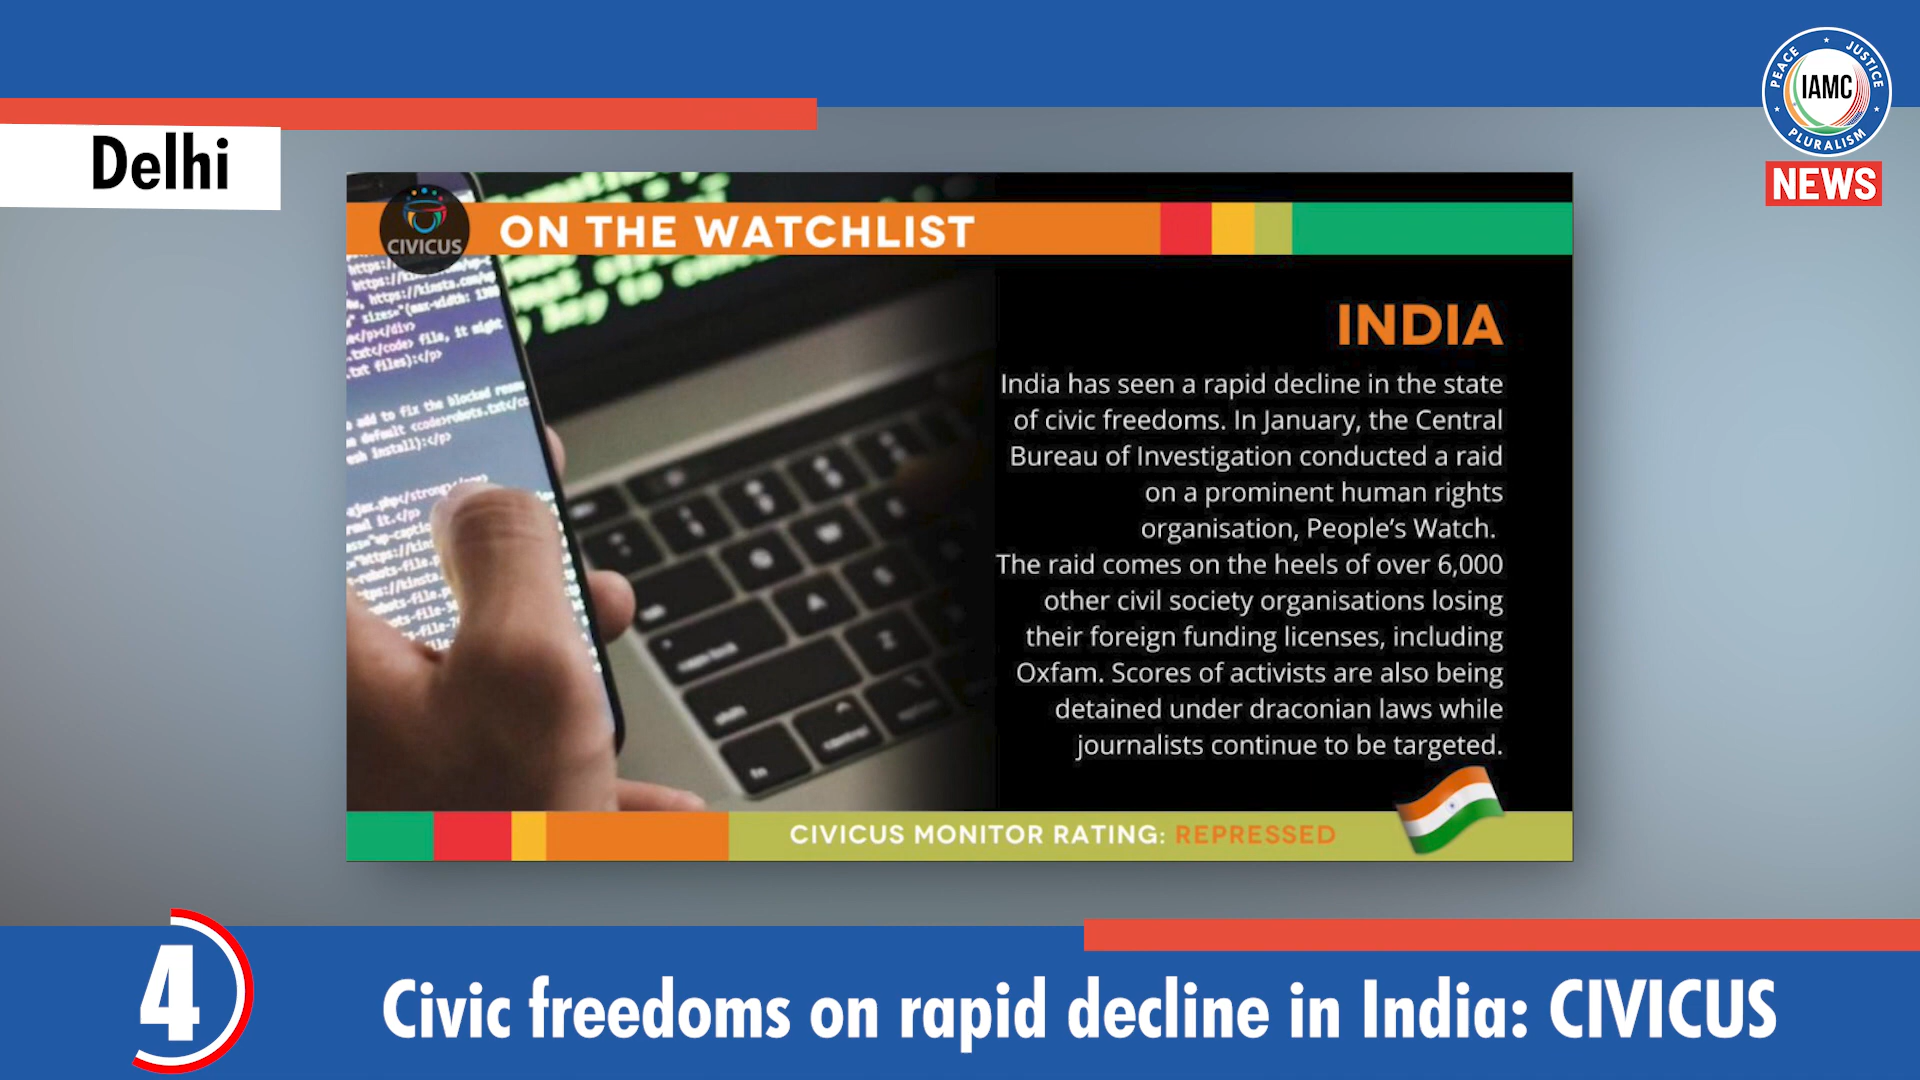 Delhi
PEACE JUSTICE
IAMC
PLURALISM
NEWS
CIVICUS
ON THE WATCHLIST
INDIA
India has seen a rapid decline in the state
of civic freedoms. In January, the Central
Bureau of Investigation conducted a raid
on a prominent human rights
organisation, People’s Watch.
The raid comes on the heels of over 6,000
other civil society organisations losing
their foreign funding licenses, including
Oxfam. Scores of activists are also being
detained under draconian laws while
journalists continue to be targeted.
CIVICUS MONITOR RATING: REPRESSED
4
Civic freedoms on rapid decline in India: CIVICUS